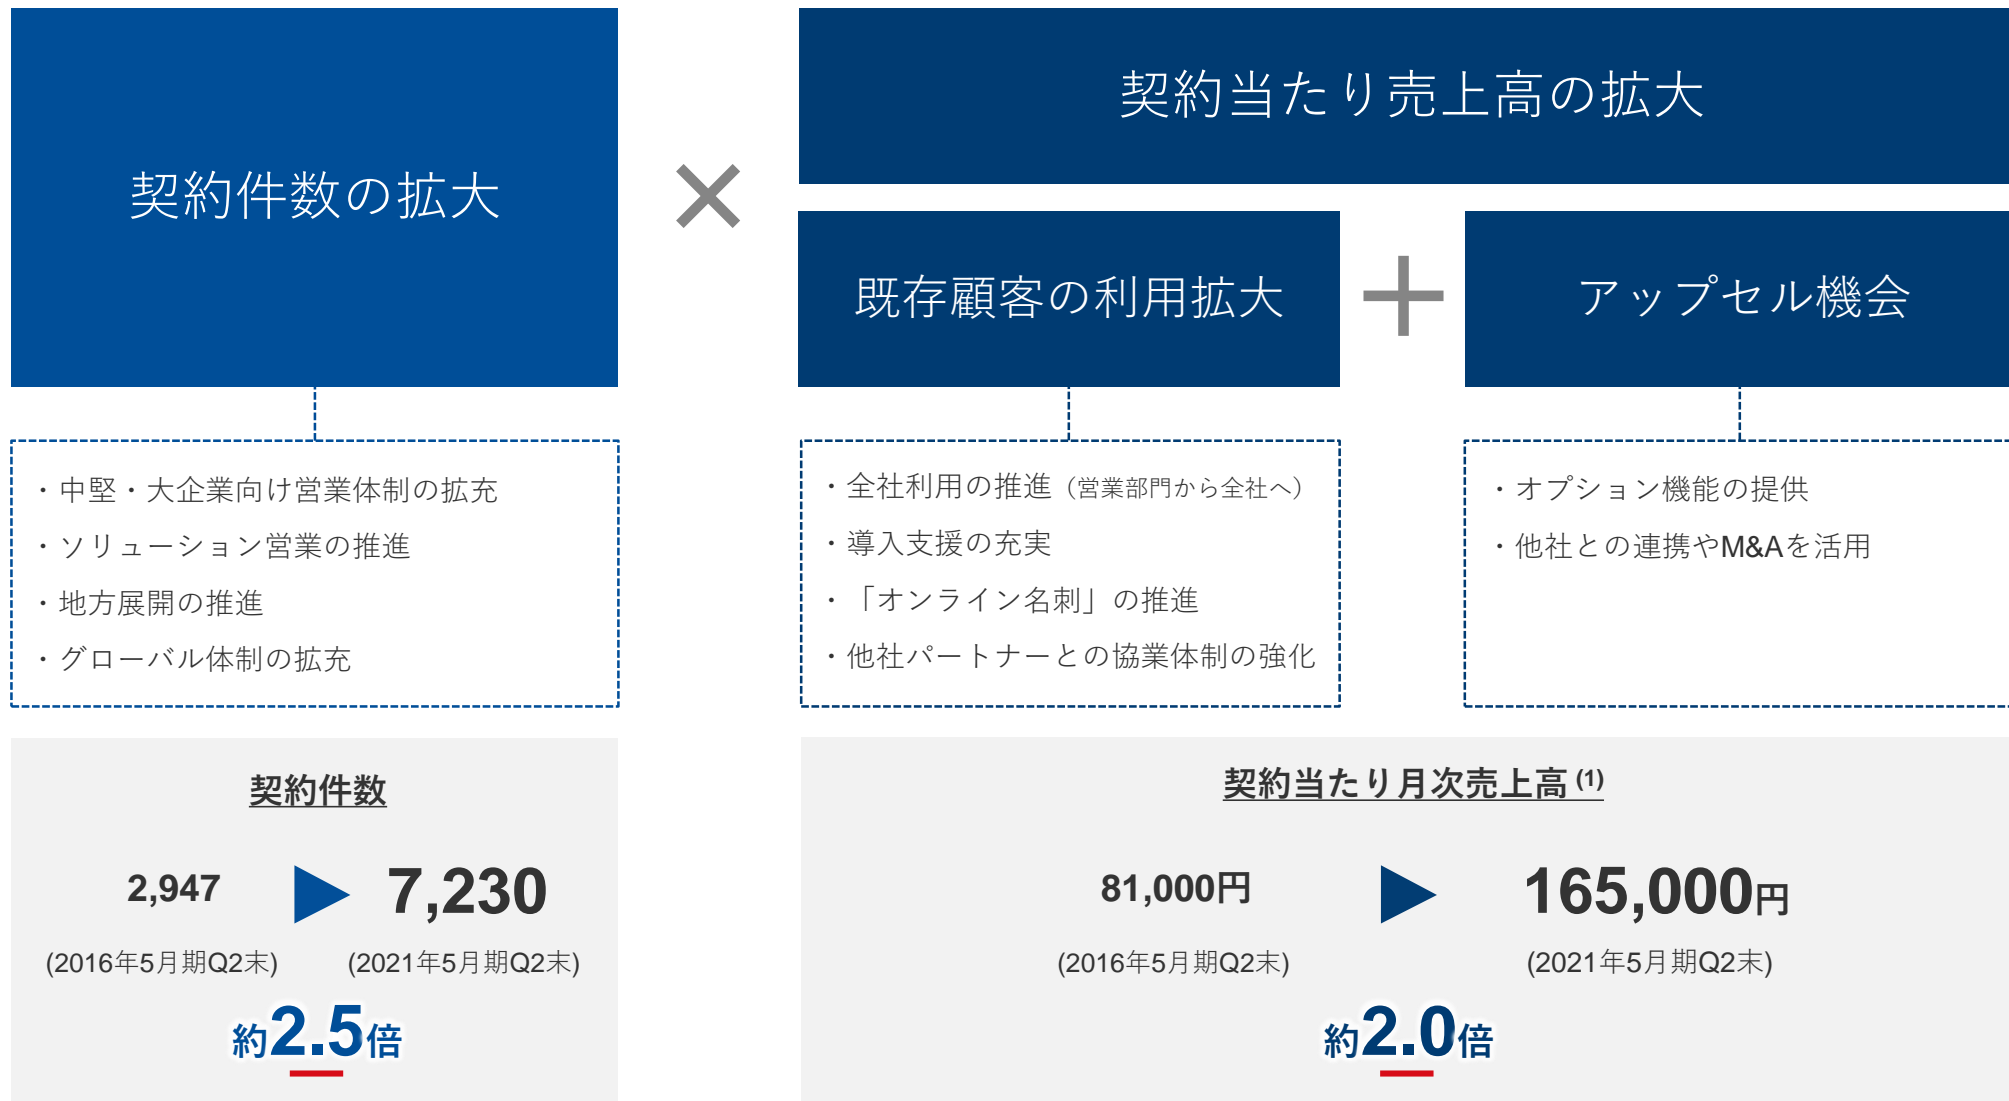 契約件数の拡大
×
契約当たり売上高の拡大
既存顧客の利用拡大
+
アップセル機会
・中堅・大企業向け営業体制の拡充
・ソリューション営業の推進
・地方展開の推進
・グローバル体制の拡充
・全社利用の推進（営業部門から全社へ）
・導入支援の充実
・「オンライン名刺」の推進
・他社パートナーとの協業体制の強化
・オプション機能の提供
・他社との連携やM&Aを活用
契約件数
2,947 ▶ 7,230
(2016年5月期Q2末) (2021年5月期Q2末)
約2.5倍
契約当たり月次売上高 (1)
81,000円 ▶ 165,000円
(2016年5月期Q2末) (2021年5月期Q2末)
約2.0倍